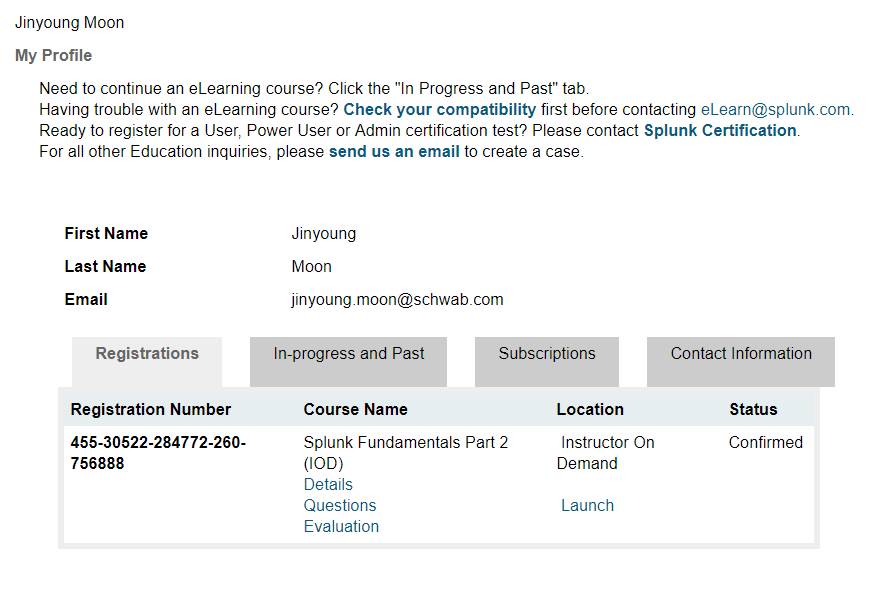 Jinyoung Moon
My Profile
Need to continue an eLearning course? Click the "In Progress and Past" tab.
Having trouble with an eLearning course? Check your compatibility first before contacting eLearn@splunk.com.
Ready to register for a User, Power User or Admin certification test? Please contact Splunk Certification.
For all other Education inquiries, please send us an email to create a case.
First Name Jinyoung
Last Name Moon
Email jinyoung.moon@schwab.com
Registrations In-progress and Past Subscriptions Contact Information
Registration Number Course Name Location Status
455-30522-284772-260- Splunk Fundamentals Part 2 Instructor On Confirmed
756888 (IOD) Demand
Details
Questions Launch
Evaluation